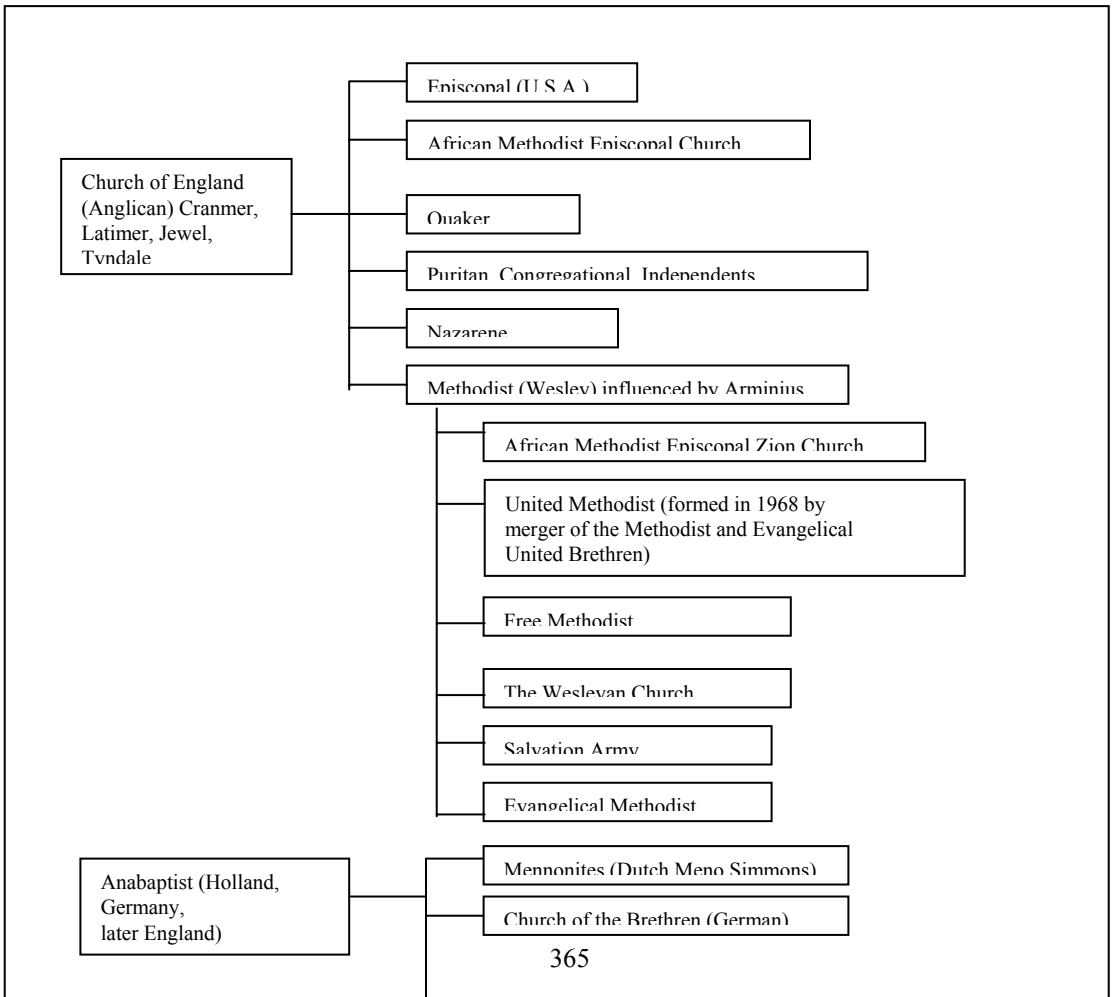 Episcopal (U.S.A.)
African Methodist Episcopal Church
Church of England
(Anglican) Cranmer,
Latimer, Jewel,
Tyndale
Quaker
Puritan, Congregational, Independents
Nazarene
Methodist (Wesley) influenced by Arminius
African Methodist Episcopal Zion Church
United Methodist (formed in 1968 by
merger of the Methodist and Evangelical
United Brethren)
Free Methodist
The Wesleyan Church
Salvation Army
Evangelical Methodist
Mennonites (Dutch Meno Simmons)
Anabaptist (Holland,
Germany,
later England)
Church of the Brethren (German)
365